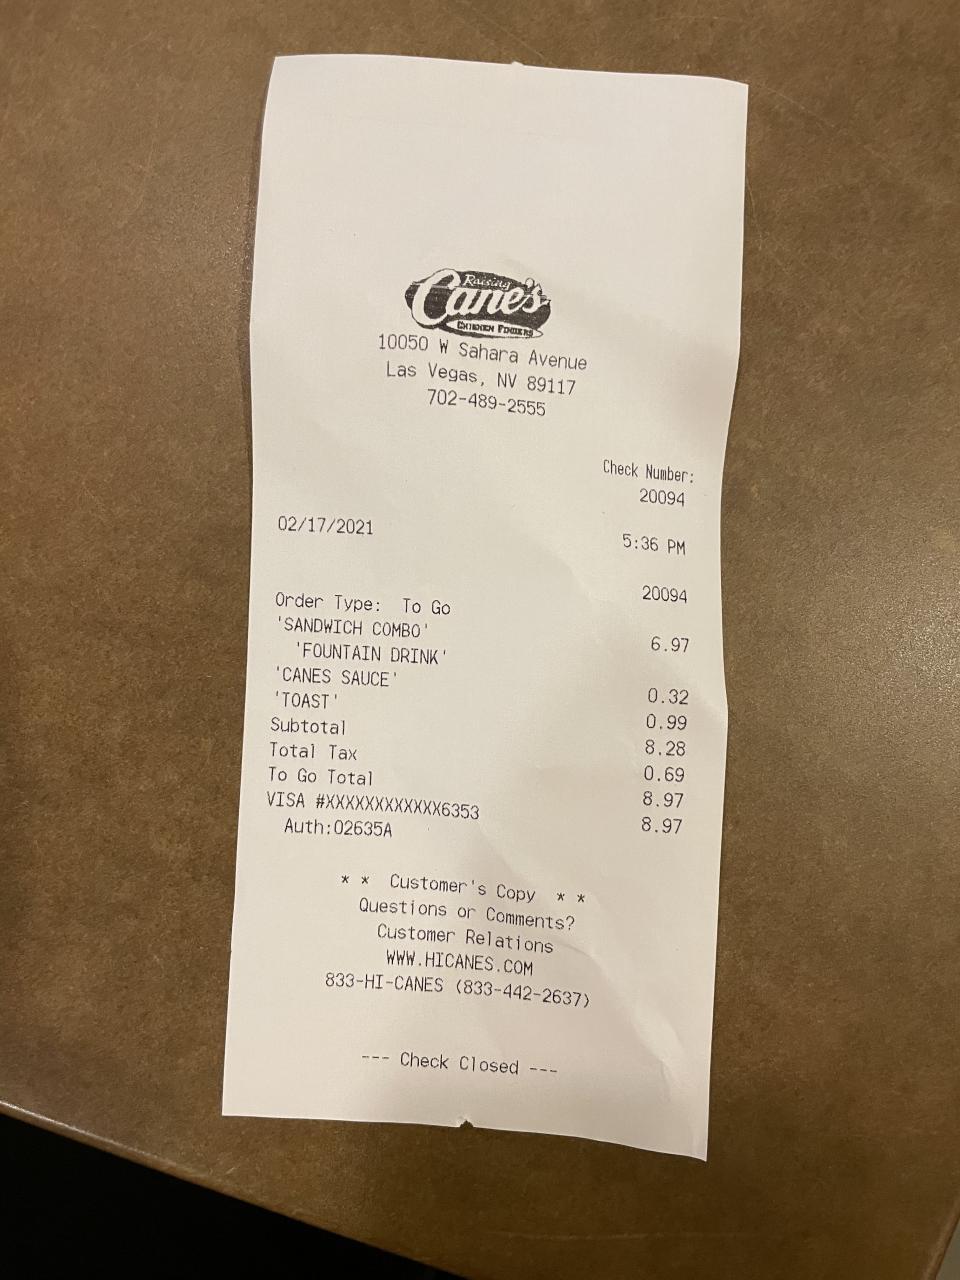 Raising
Cane's
CHICKEN FINGERS
10050 W Sahara Avenue
Las Vegas, NV 89117
702-489-2555
Check Number:
20094
02/17/2021 5:36 PM
20094
Order Type: To Go
'SANDWICH COMBO' 6.97
'FOUNTAIN DRINK'
'CANES SAUCE' 0.32
'TOAST' 0.99
Subtotal 8.28
Total Tax 0.69
To Go Total 8.97
VISA #XXXXXXXXXXXX6353 8.97
Auth:02635A
* * Customer's Copy * *
Questions or Comments?
Customer Relations
WWW.HICANES.COM
833-HI-CANES (833-442-2637)
--- Check Closed ---